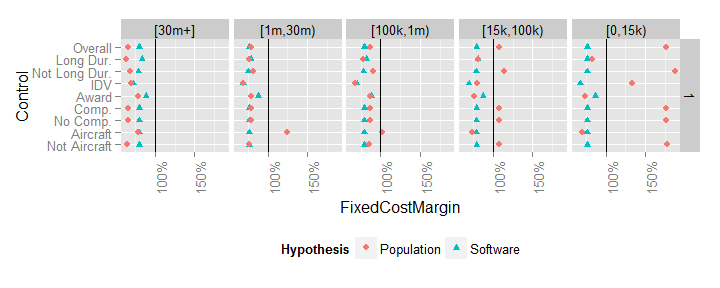 [30m+] [1m,30m) [100k,1m) [15k,100k) [0,15k)
Control
Overall
Long Dur.
Not Long Dur.
IDV
Award
Comp.
No Comp.
Aircraft
Not Aircraft
1
100% 150% 100% 150% 100% 150% 100% 150% 100% 150%
FixedCostMargin
Hypothesis Population Software